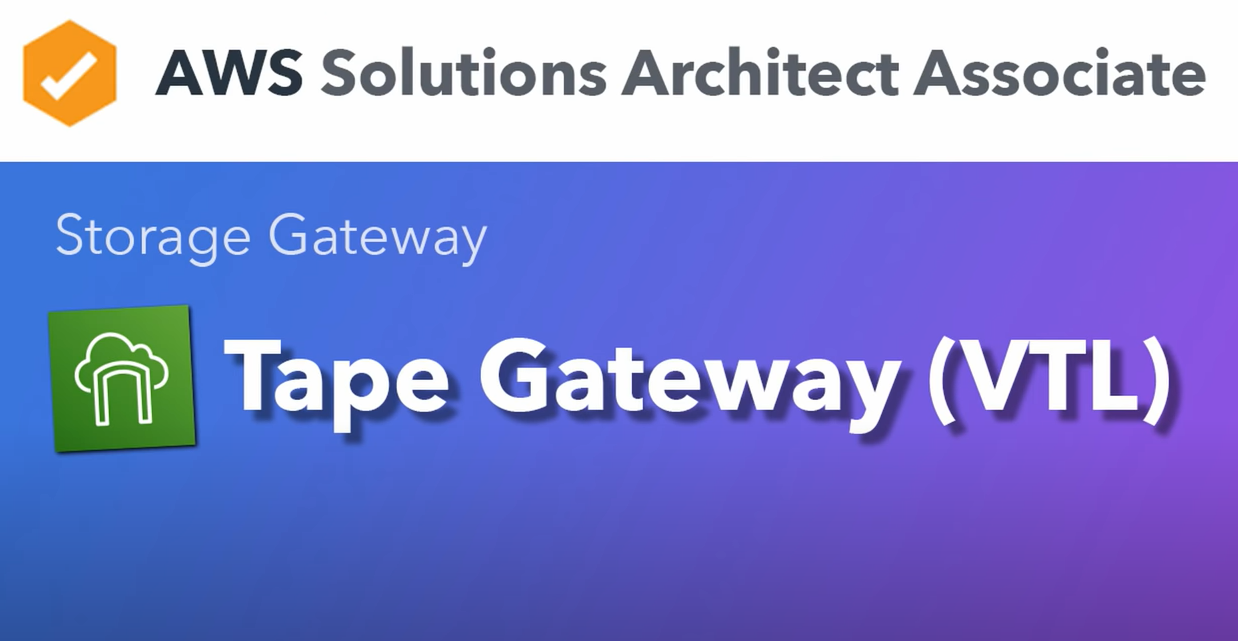 AWS Solutions Architect Associate
Storage Gateway
Tape Gateway (VTL)